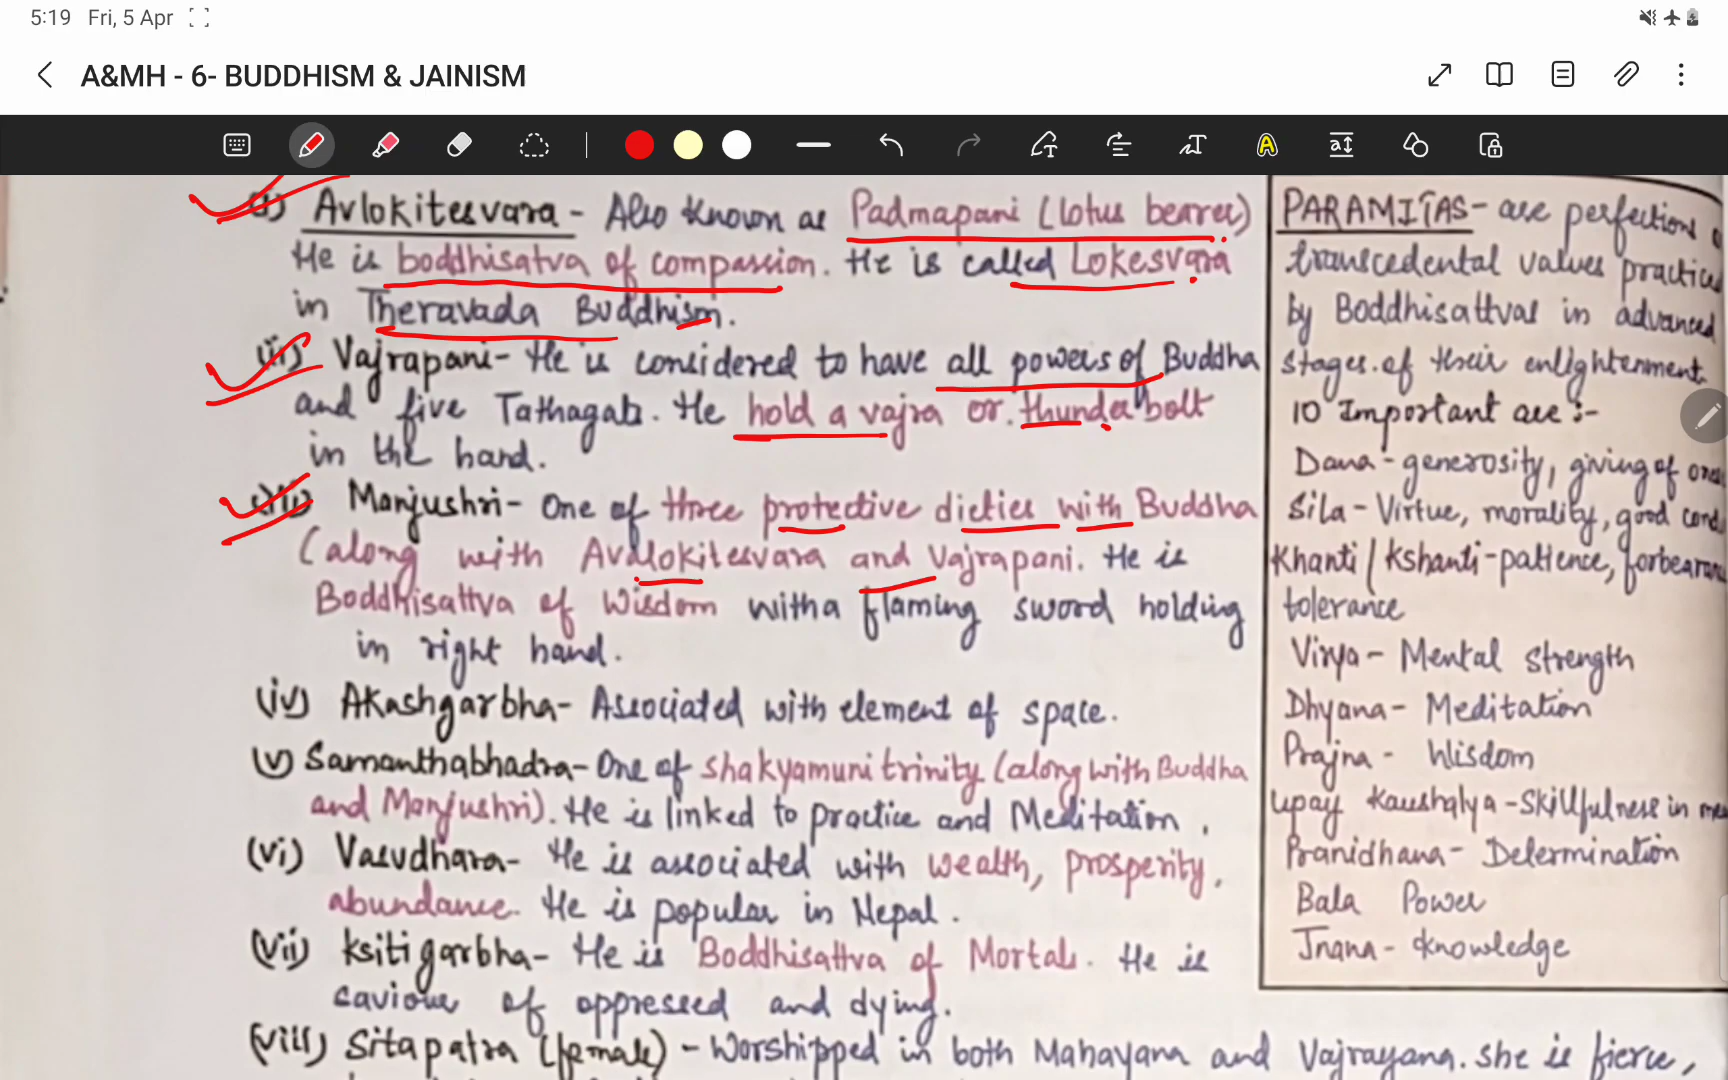 5:19 Fri, 5 Apr
A&MH - 6- BUDDHISM & JAINISM
(i) Avlokitesvara - Also known as Padmapani (lotus bearer)
He is boddhisatva of compassion. He is called Lokesvara
in Theravada Buddhism.
(ii) Vajrapani - He is considered to have all powers of Buddha
and five Tathagats. He hold a vajra or thunderbolt
in the hand.
(iii) Manjushri - One of three protective dieties with Buddha
(along with Avalokitesvara and Vajrapani. He is
Boddhisattva of Wisdom with a flaming sword holding
in right hand.
(iv) Akashgarbha - Associated with element of space.
(v) Samanthabhadra - One of shakyamuni trinity (along with Buddha
and Manjushri). He is linked to practice and Meditation.
(vi) Vasudhara - He is associated with wealth, prosperity,
abundance. He is popular in Nepal.
(vii) Ksitigarbha - He is Boddhisattva of Mortals. He is
saviour of oppressed and dying.
(viii) Sitapatra (female) - Worshipped in both Mahayana and Vajrayana. She is fierce,
PARAMITAS - are perfections
transcedental values practice
by Boddhisattvas in advanced
stages of their enlightenment.
10 Important are :-
Dana - generosity, giving of
Sila - Virtue, morality, good
Khanti / Kshanti - patience,
tolerance
Virya - Mental strength
Dhyana - Meditation
Prajna - Wisdom
Upay Kaushalya - Skillfulness in
Pranidhana - Determination
Bala Power
Jnana - Knowledge